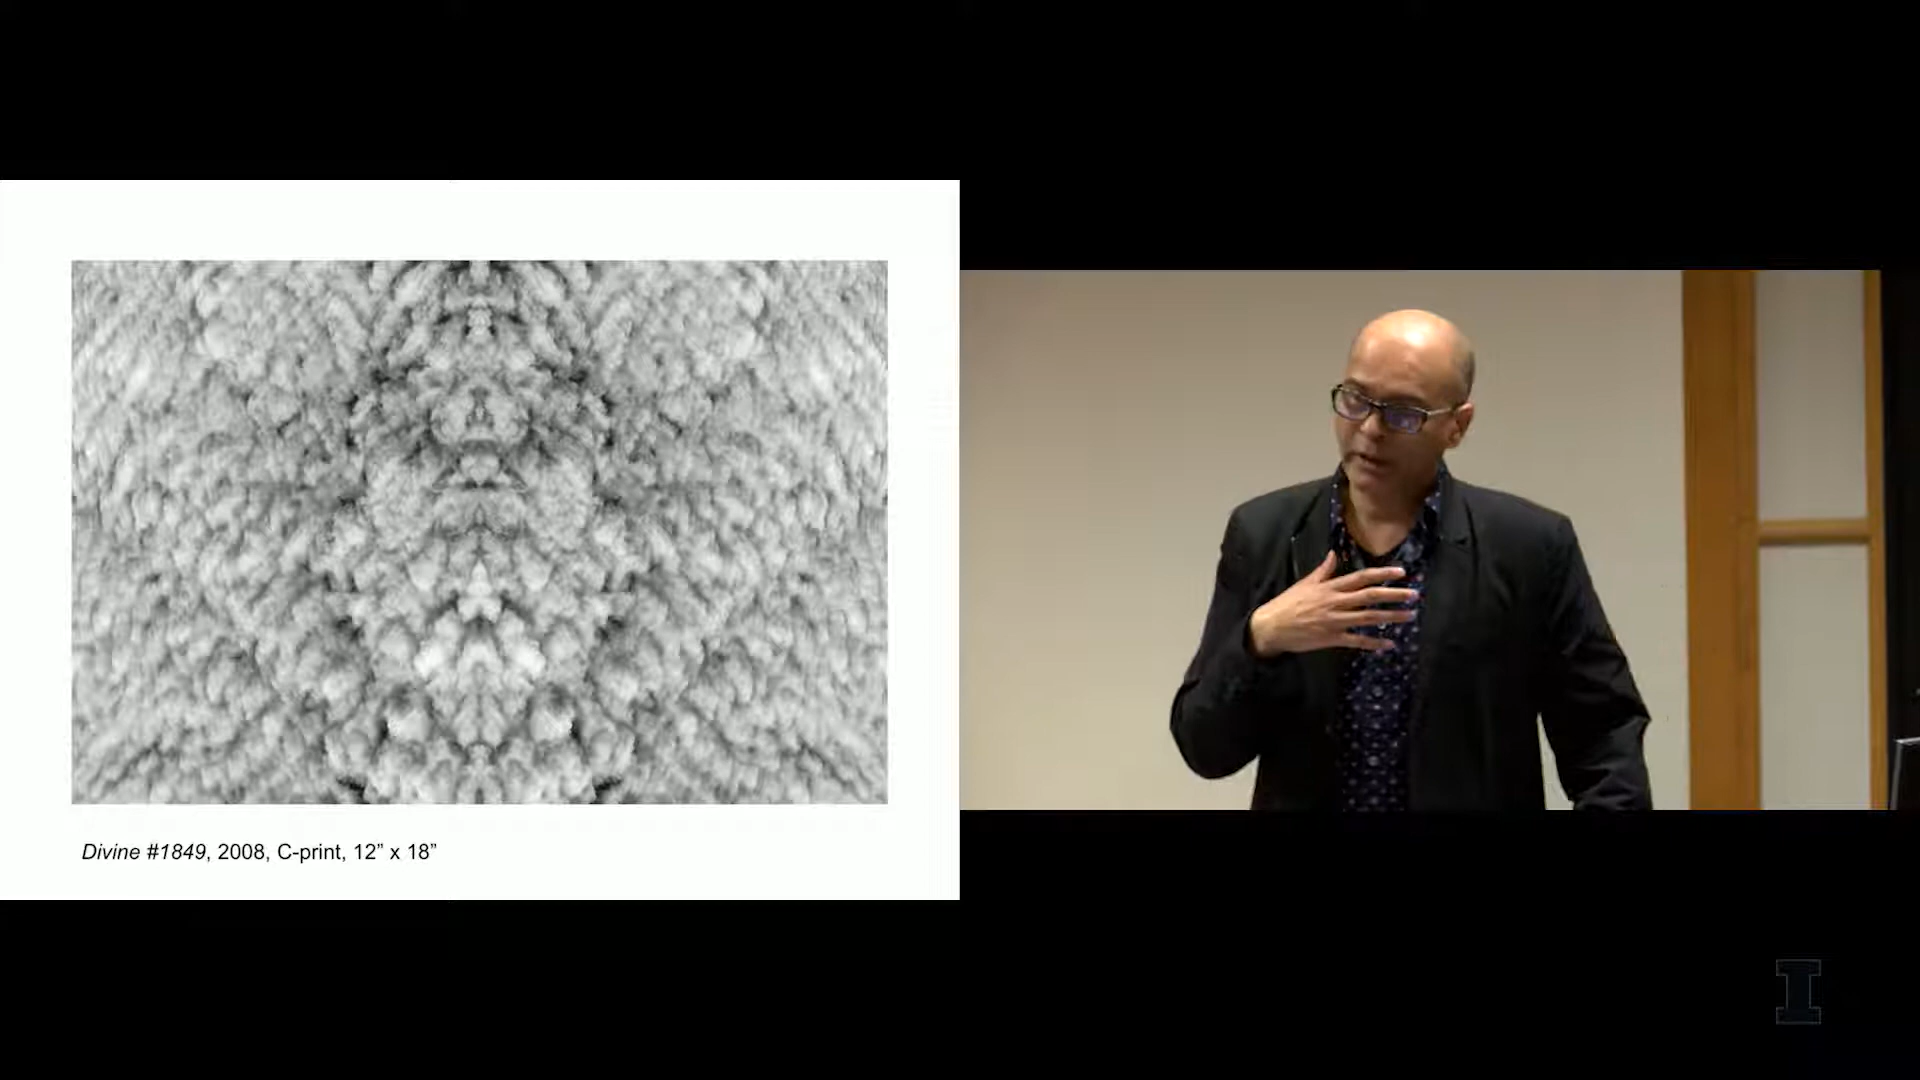 Divine #1849, 2008, C-print, 12” x 18”
I